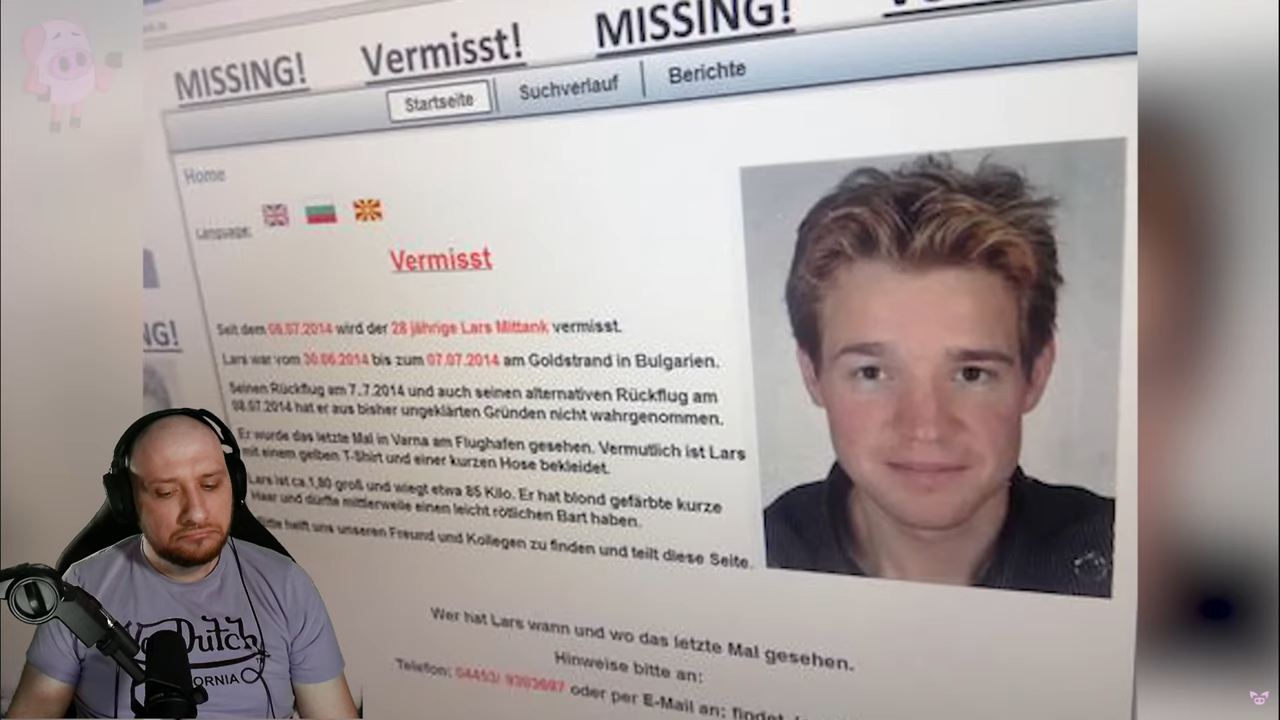 MISSING! Vermisst! MISSING!
Startseite Suchverlauf Berichte
Home
Language:
Vermisst
Seit dem 08.07.2014 wird der 28 jährige Lars Mittank vermisst.
Lars war vom 30.06.2014 bis zum 07.07.2014 am Goldstrand in Bulgarien.
Seinen Rückflug am 7..7.2014 und auch seinen alternativen Rückflug am
08.07.2014 hat er aus bisher ungeklärten Gründen nicht wahrgenommen.
Er wurde das letzte Mal in Varna am Flughafen gesehen. Vermutlich ist Lars
mit einem gelben T-Shirt und einer kurzen Hose bekleidet.
Lars ist ca.1,80 groß und wiegt etwa 85 Kilo. Er hat blond gefärbte kurze
Haar und dürfte mittlerweile einen leicht rötlichen Bart haben.
helft uns unseren Freund und Kollegen zu finden und teilt diese Seite.
Wer hat Lars wann und wo das letzte Mal gesehen.
Hinweise bitte an:
Telefon: oder per E-Mail an:
NG!
Dutch
ORNIA